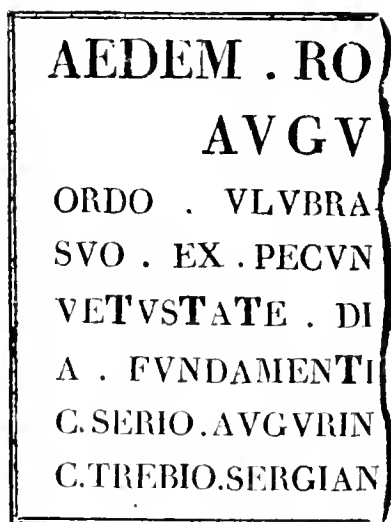 AEDEM . RO
AVGV
ORDO . VLVBRA
SVO . EX . PECVN
VETVSTATE . DI
A . FVNDAMENTI
C. SERIO . AVGVRIN
C. TREBIO. SERGIAN